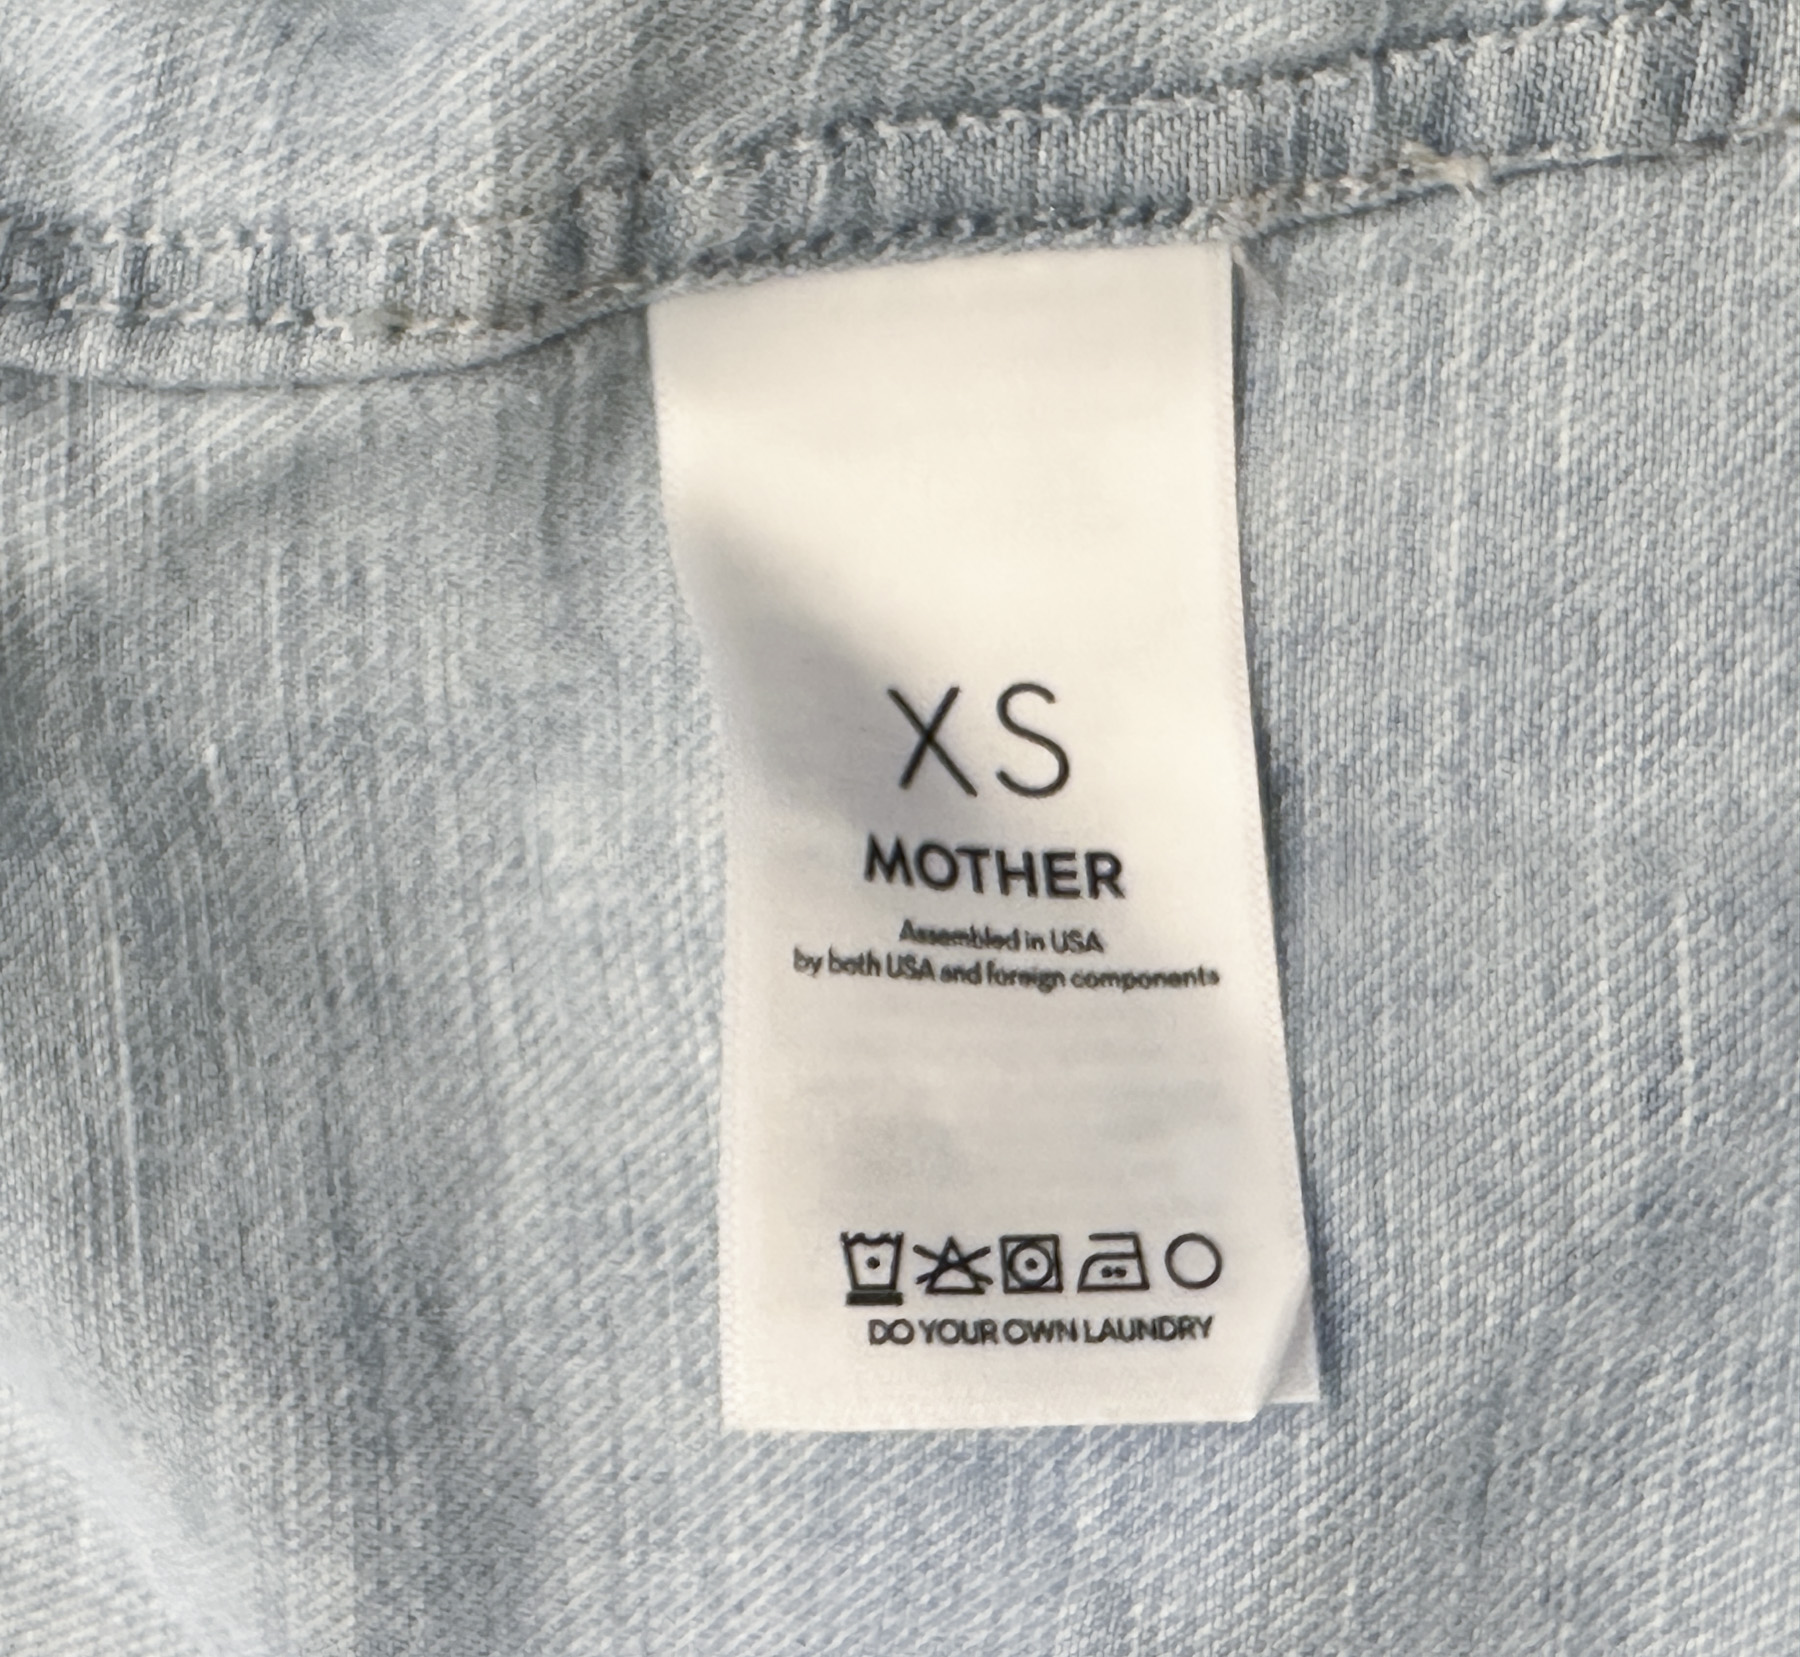 XS
MOTHER
Assembled in USA
by both USA and foreign components
DO YOUR OWN LAUNDRY